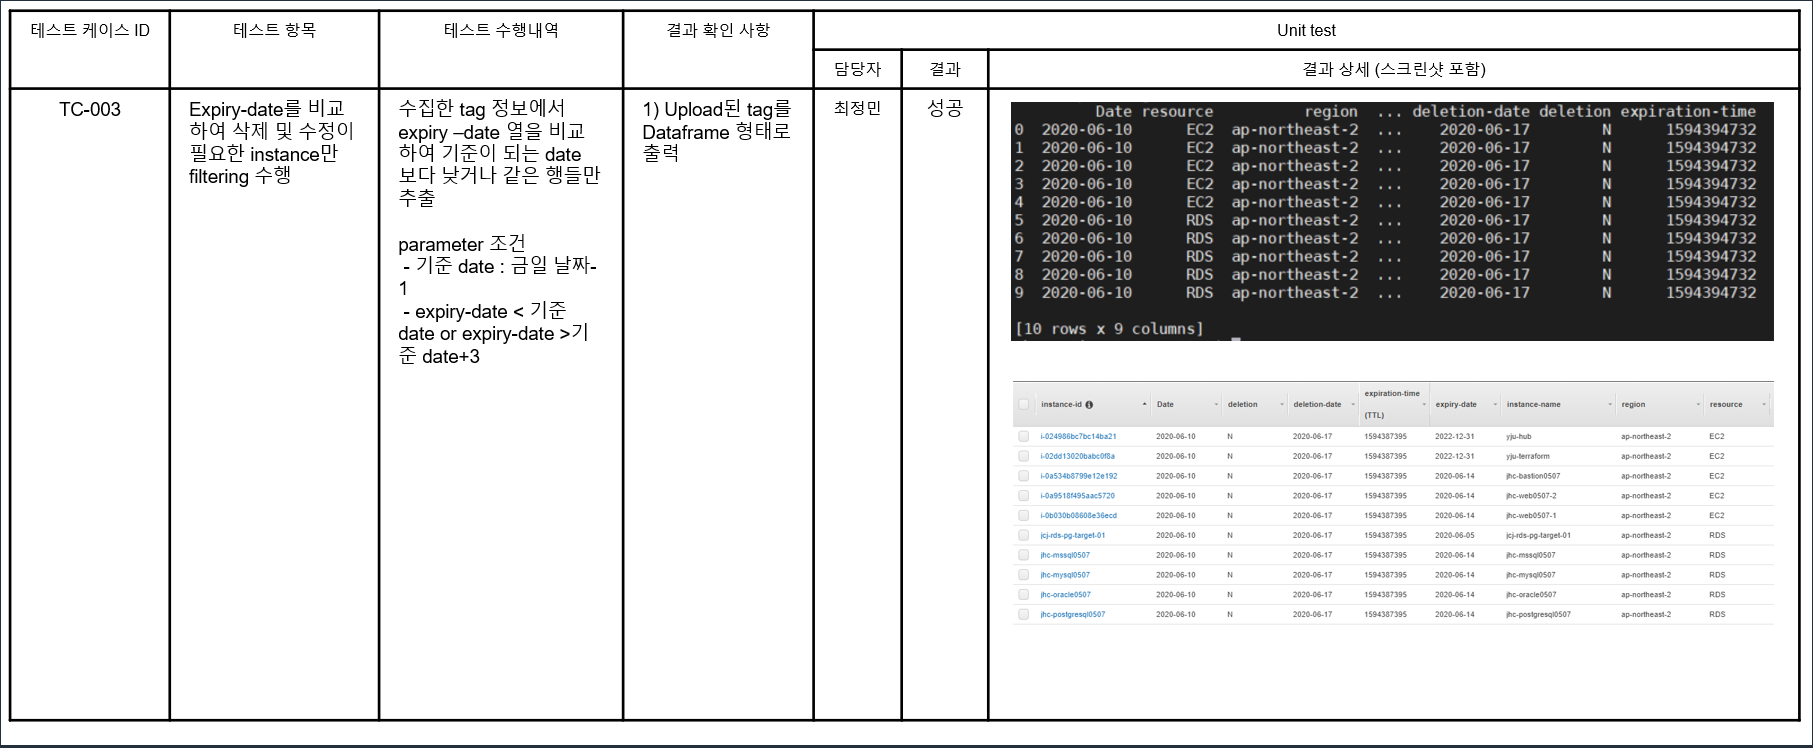 테스트 케이스 ID
테스트 항목
테스트 수행내역
결과 확인 사항
Unit test
담당자
결과
결과 상세 (스크린샷 포함)
TC-003
Expiry-date를 비교
하여 삭제 및 수정이
필요한 instance만
filtering 수행
수집한 tag 정보에서
expiry –date 열을 비교
하여 기준이 되는 date
보다 낮거나 같은 행들만
추출
parameter 조건
- 기준 date : 금일 날짜-
1
- expiry-date < 기준
date or expiry-date >기
준 date+3
1) Upload된 tag를
Dataframe 형태로
출력
최정민
성공
Date resource region ... deletion-date deletion expiration-time
0 2020-06-10 EC2 ap-northeast-2 ... 2020-06-17 N 1594394732
1 2020-06-10 EC2 ap-northeast-2 ... 2020-06-17 N 1594394732
2 2020-06-10 EC2 ap-northeast-2 ... 2020-06-17 N 1594394732
3 2020-06-10 EC2 ap-northeast-2 ... 2020-06-17 N 1594394732
4 2020-06-10 EC2 ap-northeast-2 ... 2020-06-17 N 1594394732
5 2020-06-10 RDS ap-northeast-2 ... 2020-06-17 N 1594394732
6 2020-06-10 RDS ap-northeast-2 ... 2020-06-17 N 1594394732
7 2020-06-10 RDS ap-northeast-2 ... 2020-06-17 N 1594394732
8 2020-06-10 RDS ap-northeast-2 ... 2020-06-17 N 1594394732
9 2020-06-10 RDS ap-northeast-2 ... 2020-06-17 N 1594394732
[10 rows x 9 columns]
instance-id Date deletion deletion-date expiration-time (TTL) expiry-date instance-name region resource
i-024986bc7bc14ba21 2020-06-10 N 2020-06-17 1594387395 2022-12-31 yju-hub ap-northeast-2 EC2
i-02dd13020babc0f8a 2020-06-10 N 2020-06-17 1594387395 2022-12-31 yju-terraform ap-northeast-2 EC2
i-0a534b8799e12e192 2020-06-10 N 2020-06-17 1594387395 2020-06-14 jhc-bastion0507 ap-northeast-2 EC2
i-0a9518f495aac5720 2020-06-10 N 2020-06-17 1594387395 2020-06-14 jhc-web0507-2 ap-northeast-2 EC2
i-0b030b08608e36ecd 2020-06-10 N 2020-06-17 1594387395 2020-06-14 jhc-web0507-1 ap-northeast-2 EC2
jcj-rds-pg-target-01 2020-06-10 N 2020-06-17 1594387395 2020-06-05 jcj-rds-pg-target-01 ap-northeast-2 RDS
jhc-mssql0507 2020-06-10 N 2020-06-17 1594387395 2020-06-14 jhc-mssql0507 ap-northeast-2 RDS
jhc-mysql0507 2020-06-10 N 2020-06-17 1594387395 2020-06-14 jhc-mysql0507 ap-northeast-2 RDS
jhc-oracle0507 2020-06-10 N 2020-06-17 1594387395 2020-06-14 jhc-oracle0507 ap-northeast-2 RDS
jhc-postgresql0507 2020-06-10 N 2020-06-17 1594387395 2020-06-14 jhc-postgresql0507 ap-northeast-2 RDS